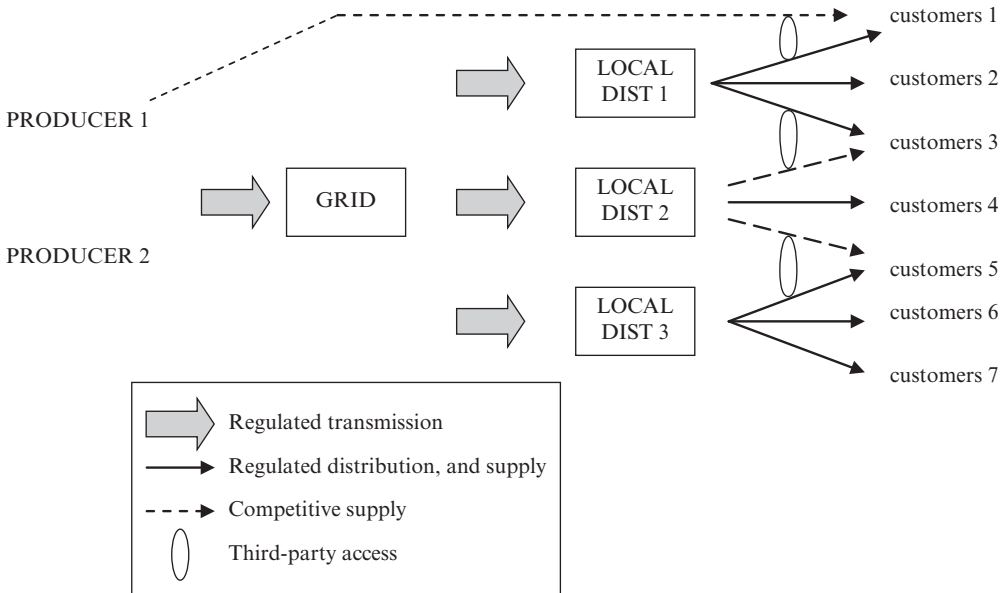 customers 1
LOCAL
DIST 1
customers 2
PRODUCER 1
customers 3
GRID
LOCAL
DIST 2
customers 4
PRODUCER 2
customers 5
LOCAL
DIST 3
customers 6
customers 7
Regulated transmission
Regulated distribution, and supply
Competitive supply
Third-party access